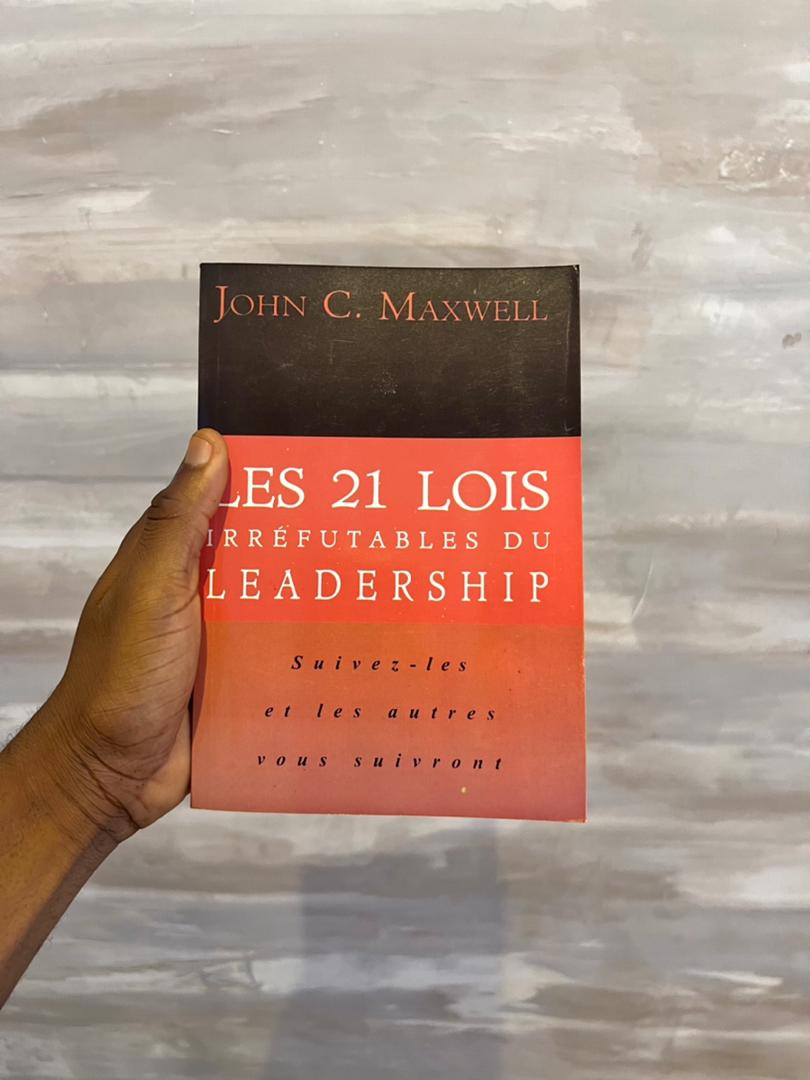 JOHN C. MAXWELL
LES 21 LOIS
IRRÉFUTABLES DU
LEADERSHIP
Suivez-les
et les autres
vous suivront